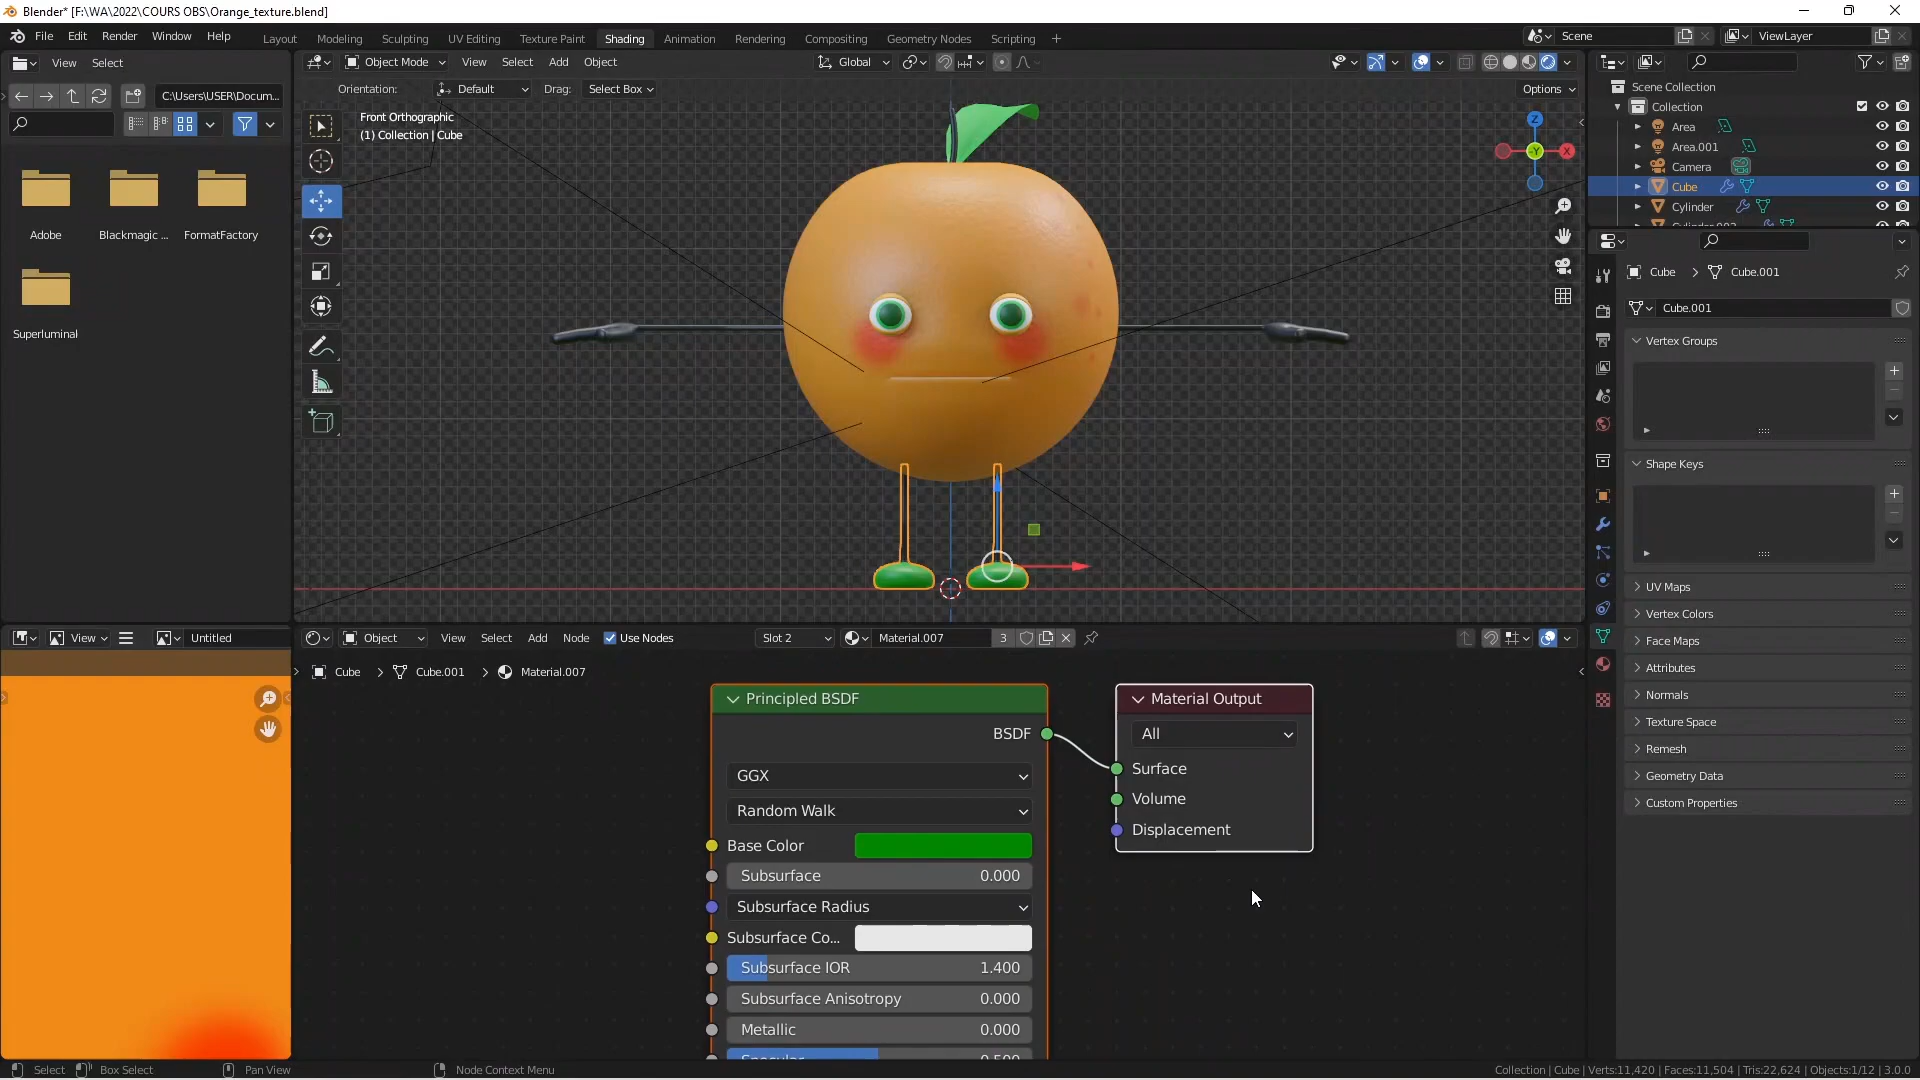 Blender* [F:\WA\2022\COURS OBS\Orange_texture.blend]
File Edit Render Window Help Layout Modeling Sculpting UV Editing Texture Paint Shading Animation Rendering Compositing Geometry Nodes Scripting + Scene ViewLayer
View Select Object Mode View Select Add Object Global
C:\Users\USER\Docum... Orientation: Default Drag: Select Box Options
Front Orthographic
(1) Collection | Cube
Adobe Blackmagic ... FormatFactory
Superluminal
Z
-Y
X
Scene Collection
Collection
Area
Area.001
Camera
Cube
Cylinder
Cube > Cube.001
Cube.001
Vertex Groups
Shape Keys
UV Maps
Vertex Colors
Face Maps
Attributes
Normals
Texture Space
Remesh
Geometry Data
Custom Properties
View Untitled Object View Select Add Node Use Nodes Slot 2 Material.007 3
Cube > Cube.001 > Material.007
Principled BSDF
BSDF
GGX
Random Walk
Base Color
Subsurface 0.000
Subsurface Radius
Subsurface Co...
Subsurface IOR 1.400
Subsurface Anisotropy 0.000
Metallic 0.000
Specular 0.500
Material Output
All
Surface
Volume
Displacement
Select Box Select Pan View Node Context Menu Collection | Cube | Verts:11,420 | Faces:11,504 | Tris:22,624 | Objects:1/12 | 3.0.0